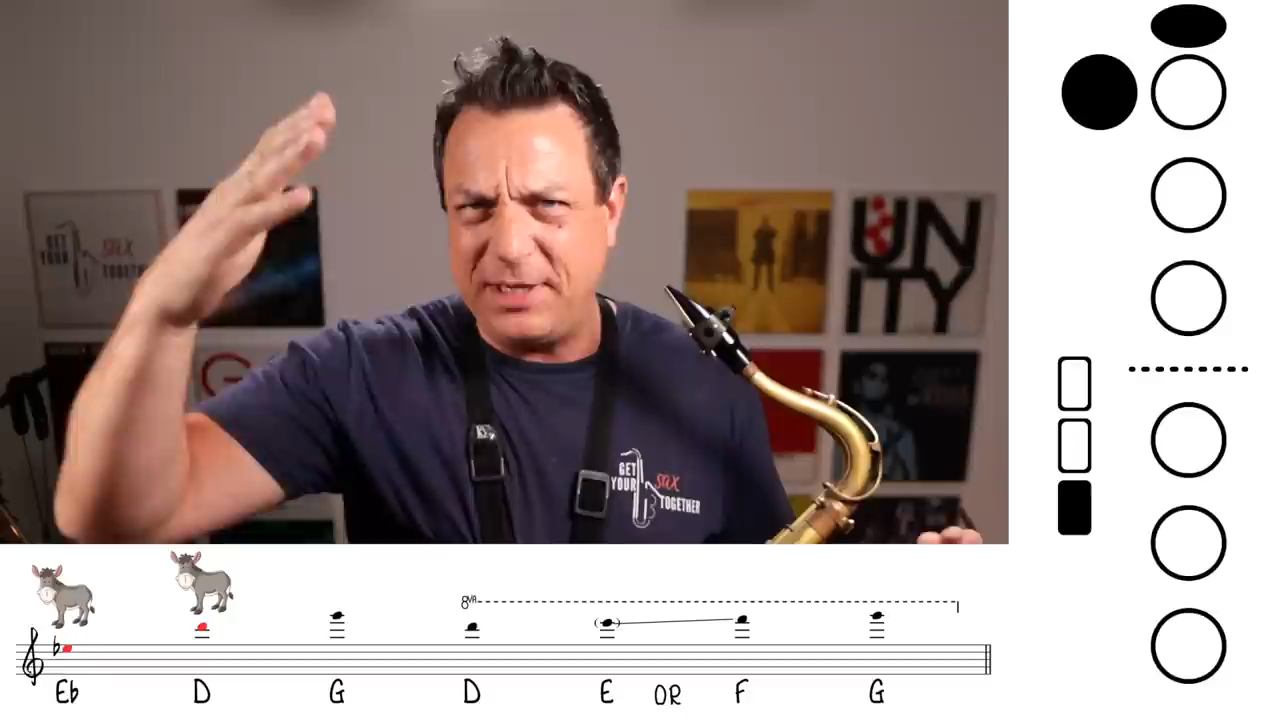 GET
YOUR SAX
TOGETHER
UN
ITY
GET
YOUR SAX
TOGETHER
8VA
Eb D G D E OR F G